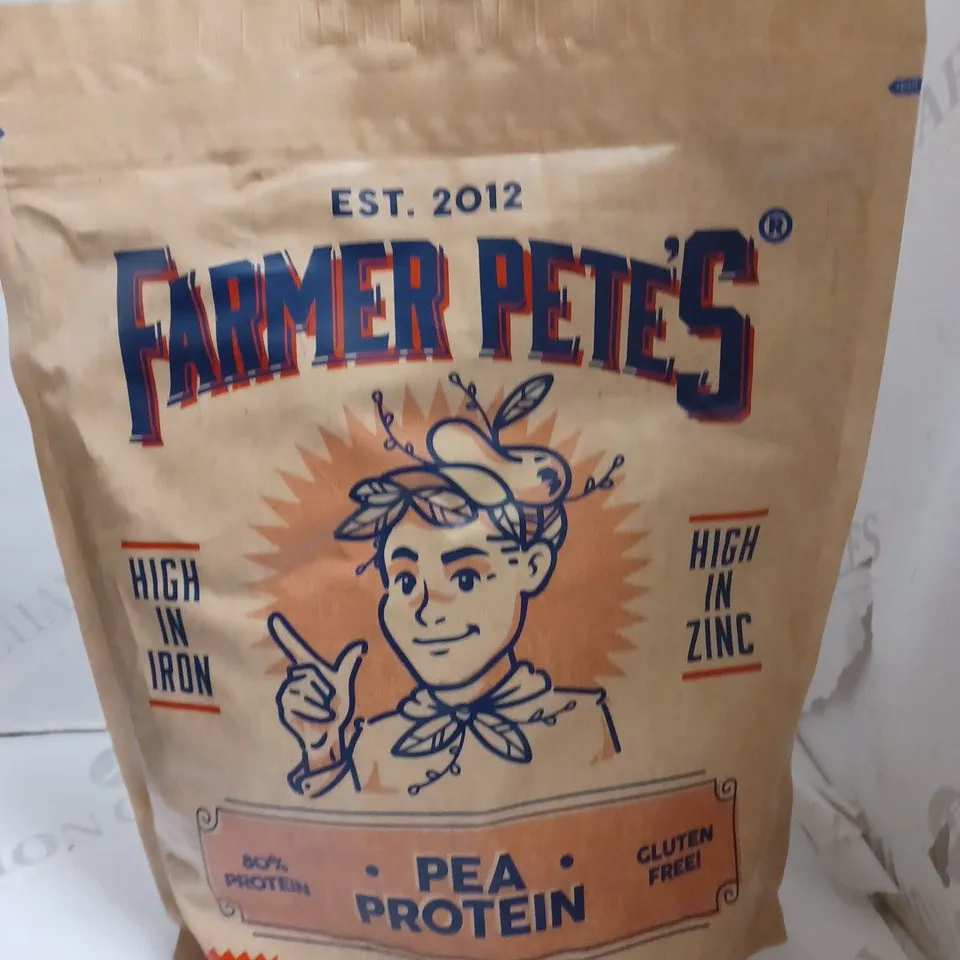 EST. 2012
FARMER PETE'S®
HIGH
IN
IRON
HIGH
IN
ZINC
80%
PROTEIN
• PEA •
PROTEIN
GLUTEN
FREE!